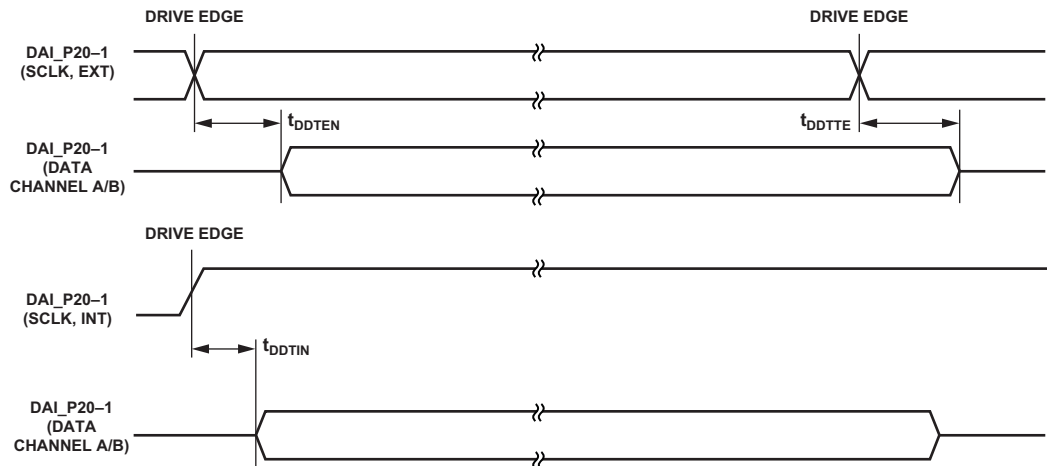 DRIVE EDGE
DRIVE EDGE
DAI_P20–1
(SCLK, EXT)
tDDTEN
tDDTTE
DAI_P20–1
(DATA
CHANNEL A/B)
DRIVE EDGE
DAI_P20–1
(SCLK, INT)
tDDTIN
DAI_P20–1
(DATA
CHANNEL A/B)